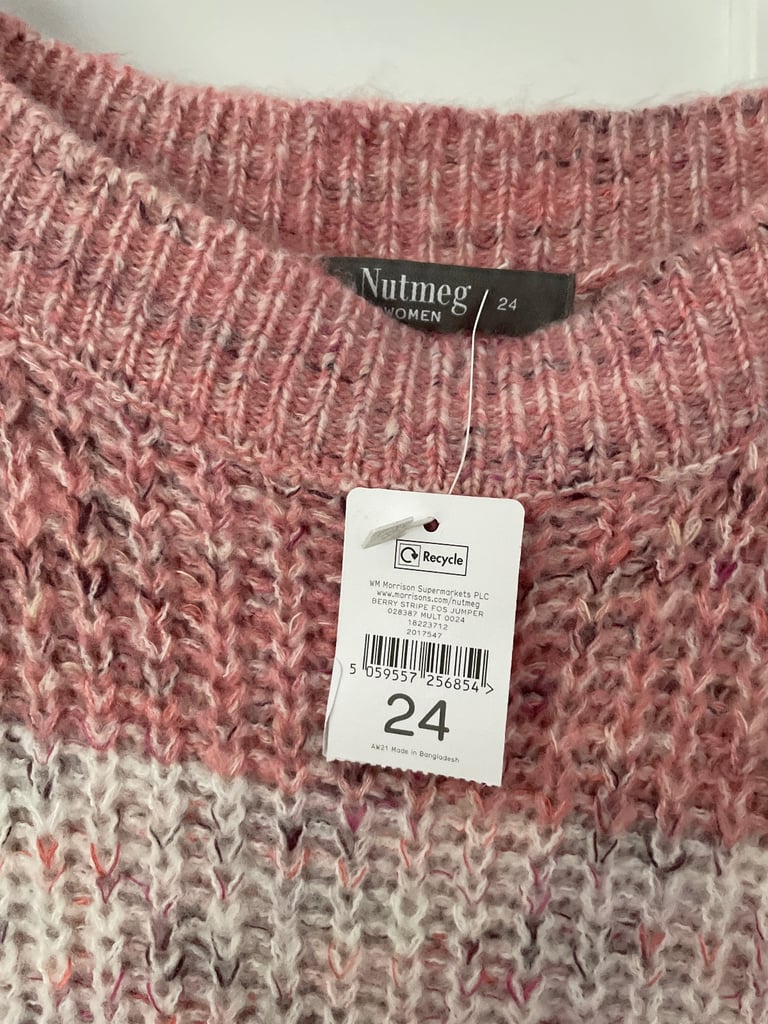 Nutmeg 24
WOMEN
Recycle
WM Morrison Supermarkets PLC
www.morrisons.com/nutmeg
BERRY STRIPE FOS JUMPER
028387 MULT 0024
18223712
2017547
5 059557 256854 >
24
AW21 Made in Bangladesh